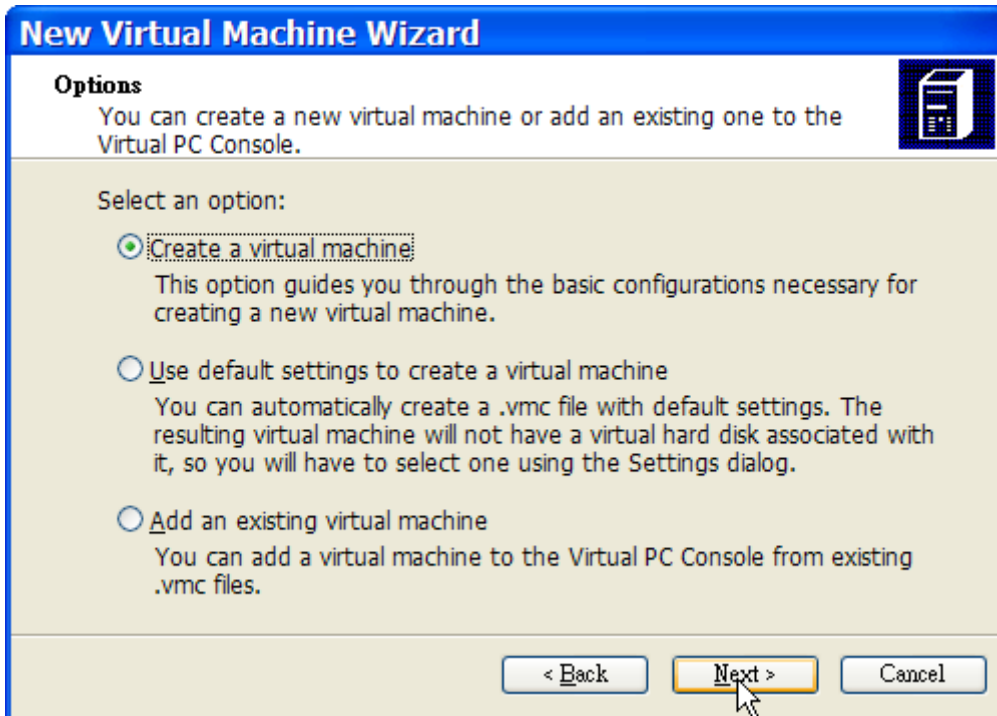 New Virtual Machine Wizard
Options
You can create a new virtual machine or add an existing one to the
Virtual PC Console.
Select an option:
Create a virtual machine
This option guides you through the basic configurations necessary for
creating a new virtual machine.
Use default settings to create a virtual machine
You can automatically create a .vmc file with default settings. The
resulting virtual machine will not have a virtual hard disk associated with
it, so you will have to select one using the Settings dialog.
Add an existing virtual machine
You can add a virtual machine to the Virtual PC Console from existing
.vmc files.
< Back Next > Cancel